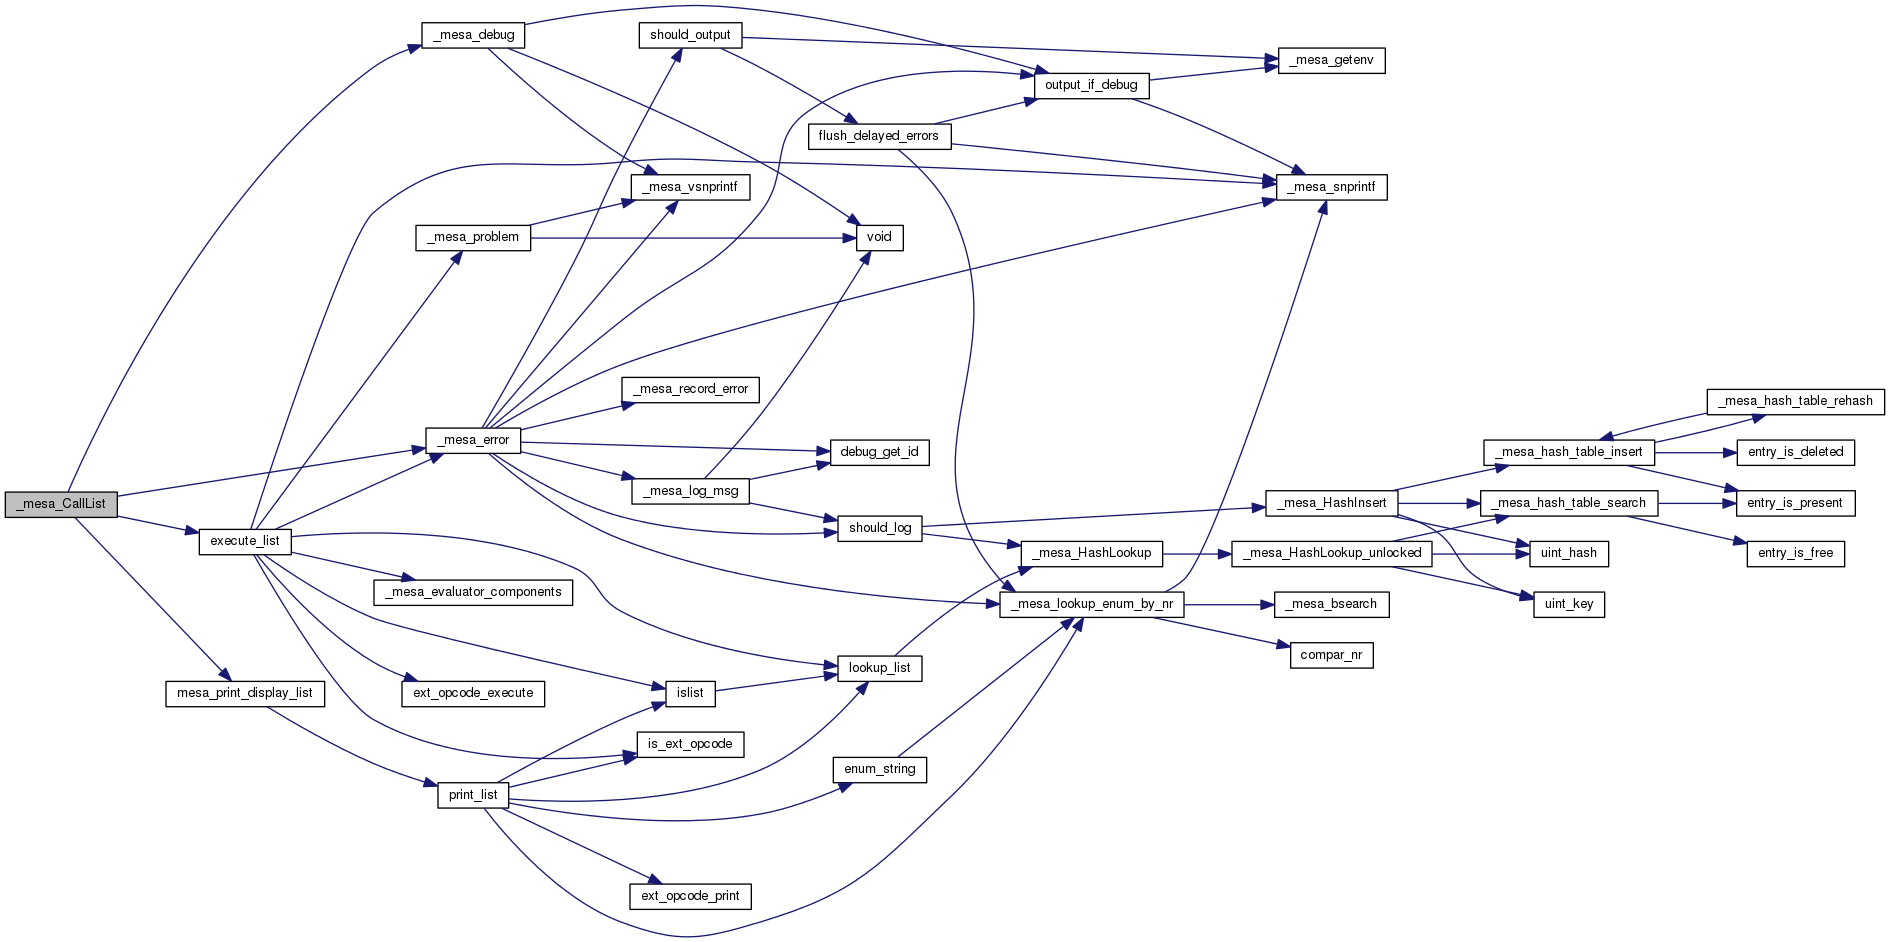 _mesa_debug
should_output
_mesa_getenv
output_if_debug
flush_delayed_errors
_mesa_vsnprintf
_mesa_snprintf
_mesa_problem
void
_mesa_record_error
_mesa_hash_table_rehash
_mesa_error
debug_get_id
_mesa_hash_table_insert
entry_is_deleted
_mesa_log_msg
_mesa_CallList
_mesa_HashInsert
_mesa_hash_table_search
entry_is_present
should_log
execute_list
_mesa_HashLookup
_mesa_HashLookup_unlocked
uint_hash
entry_is_free
_mesa_evaluator_components
_mesa_lookup_enum_by_nr
_mesa_bsearch
uint_key
compar_nr
lookup_list
mesa_print_display_list
ext_opcode_execute
islist
is_ext_opcode
enum_string
print_list
ext_opcode_print